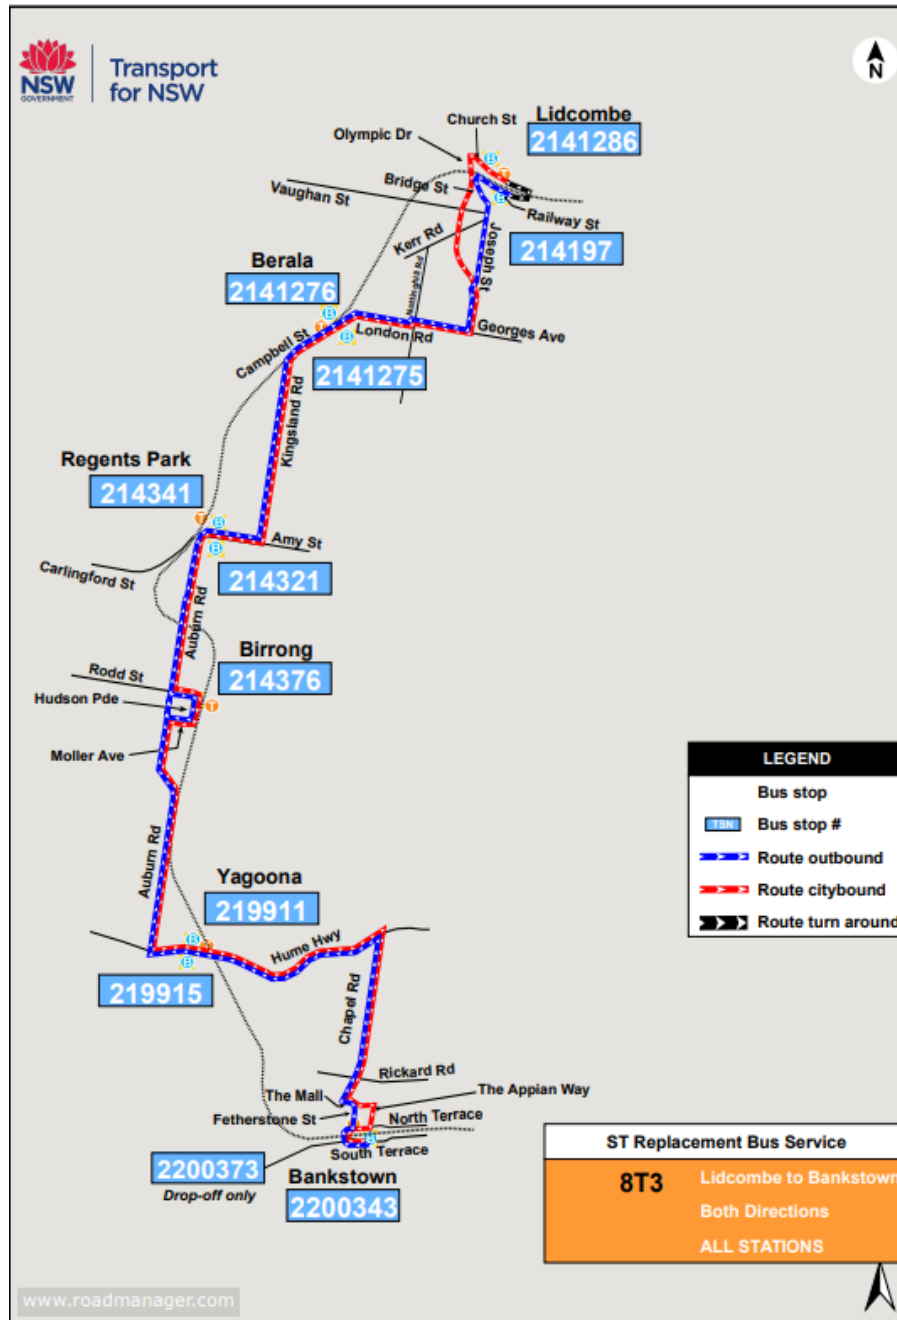 NSW
GOVERNMENT
Transport
for NSW
N
Lidcombe
2141286
Church St
Olympic Dr
Bridge St
Vaughan St
Railway St
214197
Kerr Rd
Joseph St
Berala
2141276
Georges Ave
London Rd
Campbell St
2141275
Kingsland Rd
Regents Park
214341
Amy St
Carlingford St
214321
Auburn Rd
Birrong
214376
Rodd St
Hudson Pde
Moller Ave
LEGEND
Bus stop
TSN Bus stop #
Route outbound
Route citybound
Route turn around
Auburn Rd
Yagoona
219911
Hume Hwy
219915
Chapel Rd
Rickard Rd
The Mall
The Appian Way
Fetherstone St
North Terrace
South Terrace
2200373
Drop-off only
Bankstown
2200343
ST Replacement Bus Service
8T3 Lidcombe to Bankstown
Both Directions
ALL STATIONS
www.roadmanager.com